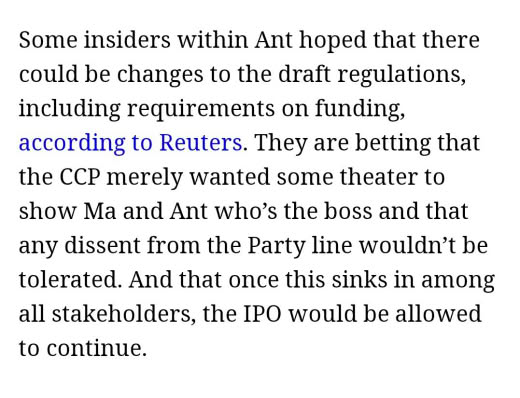 Some insiders within Ant hoped that there
could be changes to the draft regulations,
including requirements on funding,
according to Reuters. They are betting that
the CCP merely wanted some theater to
show Ma and Ant who’s the boss and that
any dissent from the Party line wouldn’t be
tolerated. And that once this sinks in among
all stakeholders, the IPO would be allowed
to continue.